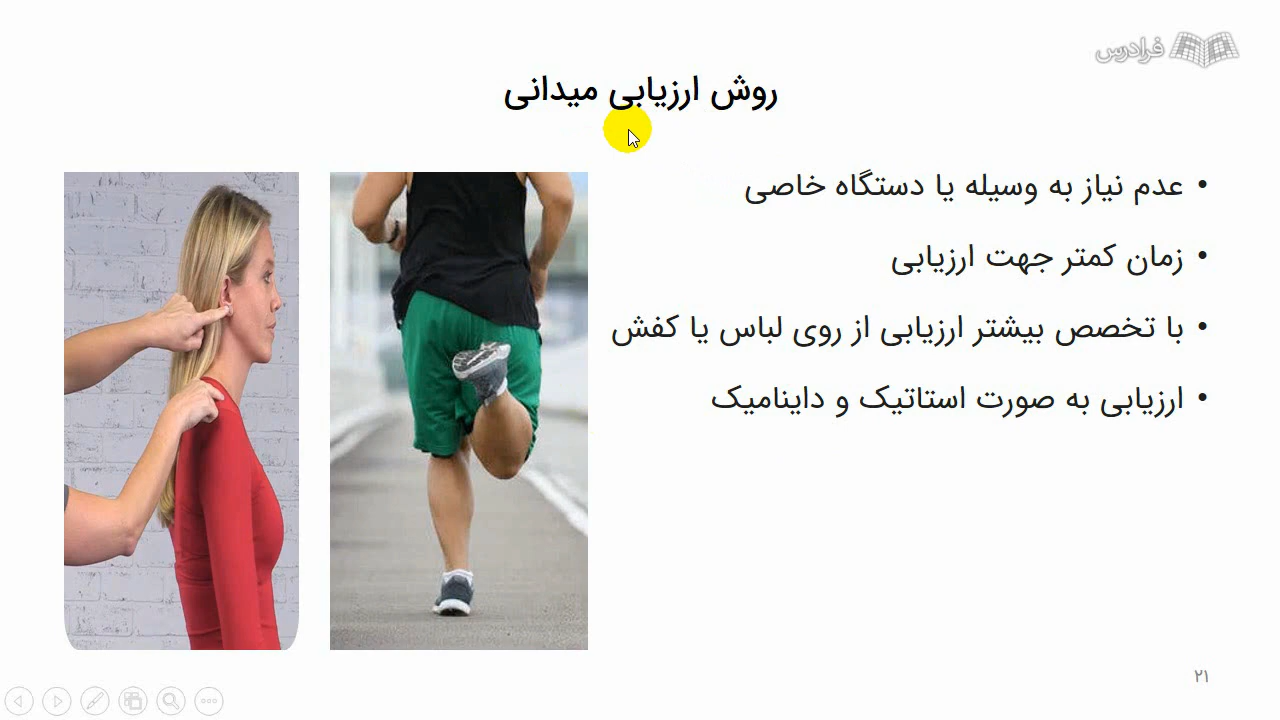 فرادرس
روش ارزیابی میدانی
• عدم نیاز به وسیله یا دستگاه خاصی
• زمان کمتر جهت ارزیابی
• با تخصص بیشتر ارزیابی از روی لباس یا کفش
• ارزیابی به صورت استاتیک و داینامیک
۲۱